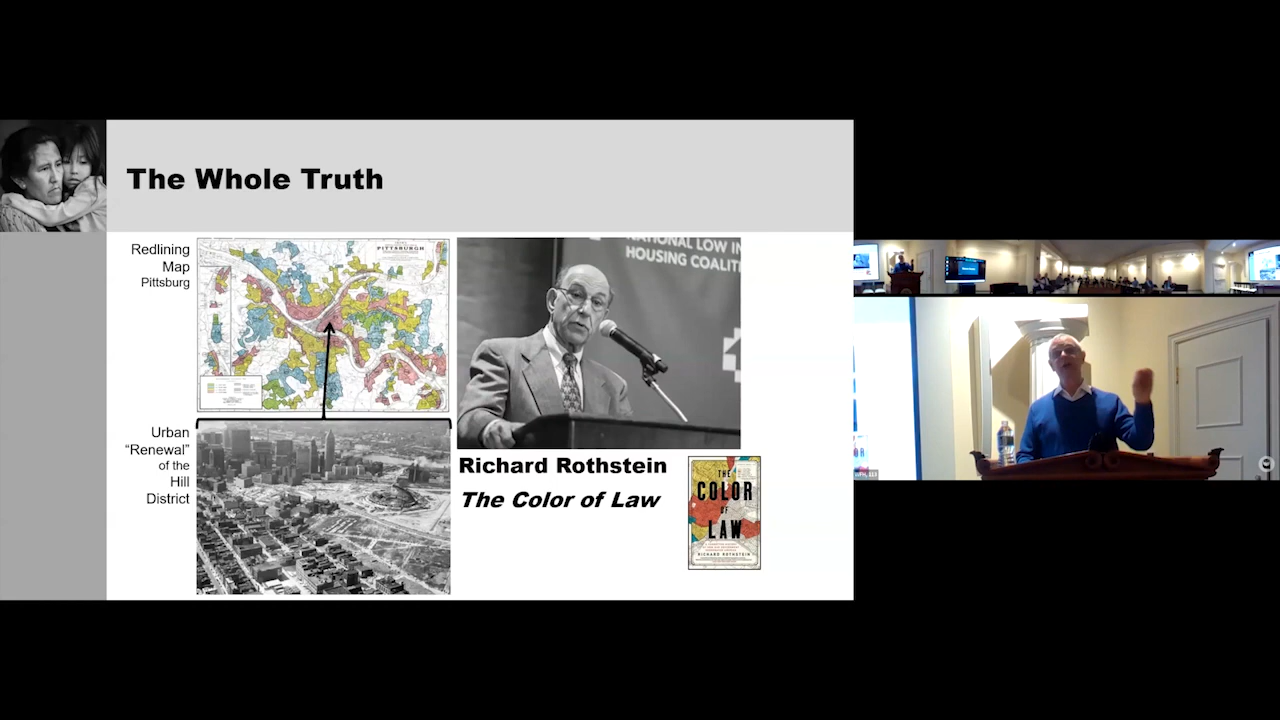 The Whole Truth
Redlining
Map
Pittsburg
PITTSBURGH
NATIONAL LOW IN
HOUSING COALIT
Urban
“Renewal”
of the
Hill
District
Richard Rothstein
The Color of Law
THE
COLOR
OF
LAW
RICHARD ROTHSTEIN